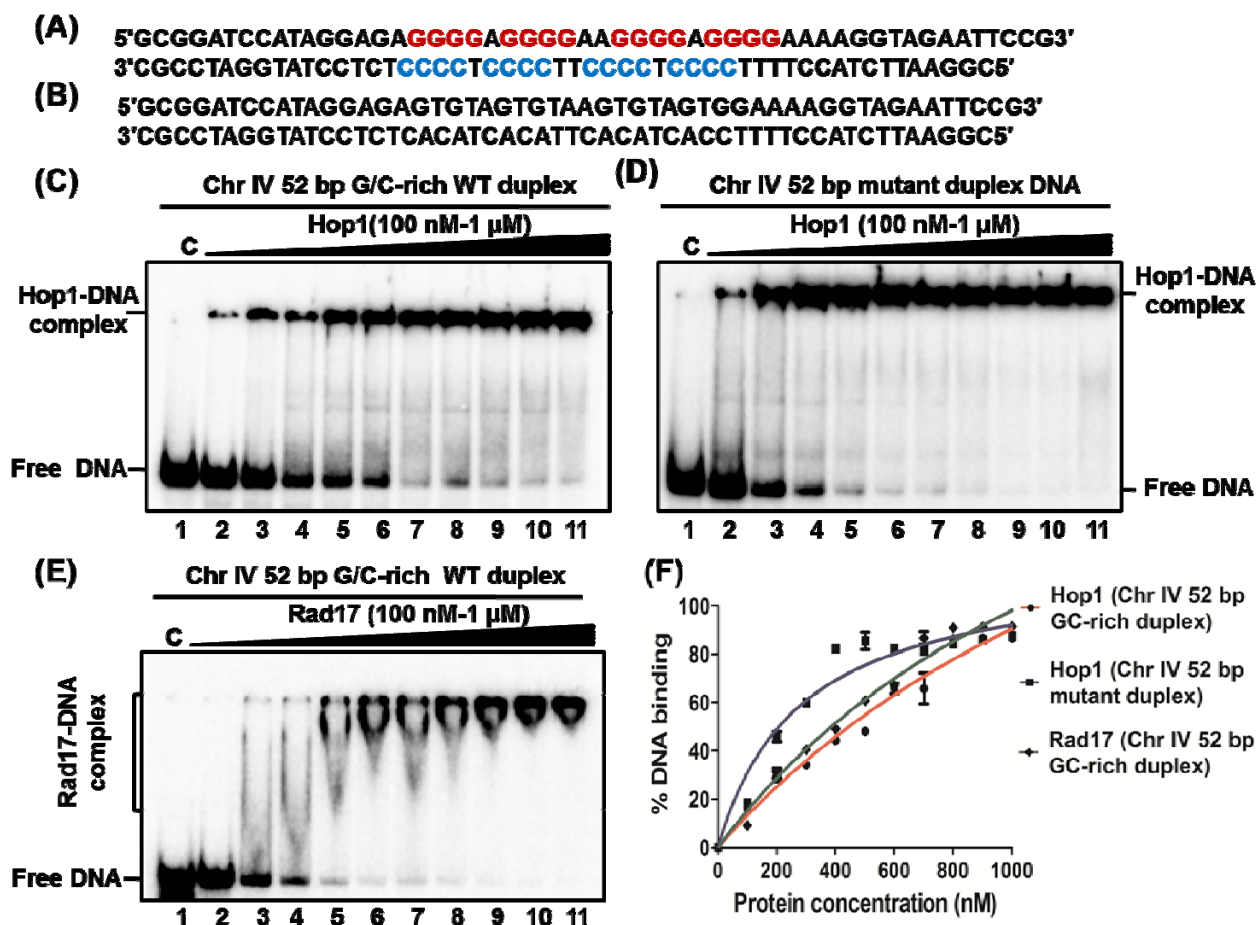 (A)
5'GCGGATCCATAGGAGAGGGGAGGGGAAGGGGAGGGGAAAAGGTAGAATTCCG3'
3'CGCCTAGGTATCCTCTCCCCTCCCCTTCCCCTCCCCTTTTCCATCTTAAGGC5'
(B)
5'GCGGATCCATAGGAGAGTGTAGTGTAAGTGTAGTGGAAAAGGTAGAATTCCG3'
3'CGCCTAGGTATCCTCTCACATCACATTCACATCACCTTTTCCATCTTAAGGC5'
(C)
Chr IV 52 bp G/C-rich WT duplex
Hop1(100 nM-1 µM)
C
Hop1-DNA
complex
Free DNA
1 2 3 4 5 6 7 8 9 10 11
(D)
Chr IV 52 bp mutant duplex DNA
Hop1 (100 nM-1 µM)
C
Hop1-DNA
complex
Free DNA
1 2 3 4 5 6 7 8 9 10 11
(E)
Chr IV 52 bp G/C-rich WT duplex
Rad17 (100 nM-1 µM)
C
Rad17-DNA
complex
Free DNA
1 2 3 4 5 6 7 8 9 10 11
(F)
% DNA binding
100
80
60
40
20
0
0 200 400 600 800 1000
Protein concentration (nM)
Hop1 (Chr IV 52 bp
GC-rich duplex)
Hop1 (Chr IV 52 bp
mutant duplex)
Rad17 (Chr IV 52 bp
GC-rich duplex)